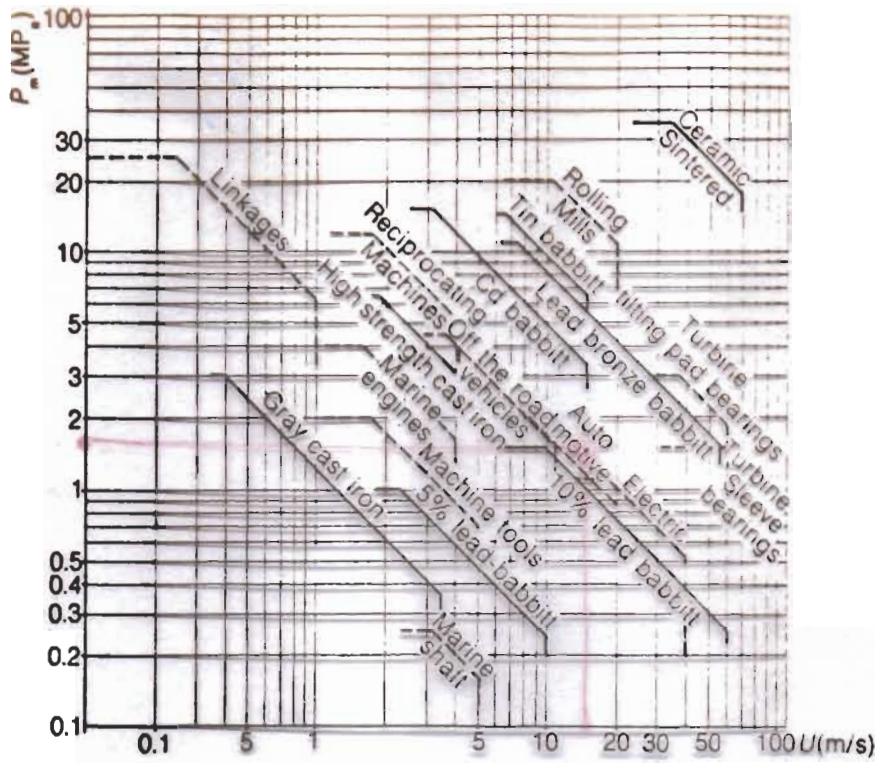 P_m (MP_a)
100
30
20
10
5
3
2
1
0.5
0.4
0.3
0.2
0.1
0.1
5
1
5
10
20
30
50
100
U(m/s)
Ceramic
Sintered
Rolling
Mills
Tin babbitt
Linkages
Reciprocating
Machines
Cd babbitt
Lead bronze babbitt
tilting pad bearings
Turbine
High strength cast iron
Off the road
vehicles
Marine
engines
Auto
motive
Electric
Turbine
Sleeve
bearings
Gray cast iron
Machine tools
5% lead-babbitt
10% lead babbitt
Marine
shaft